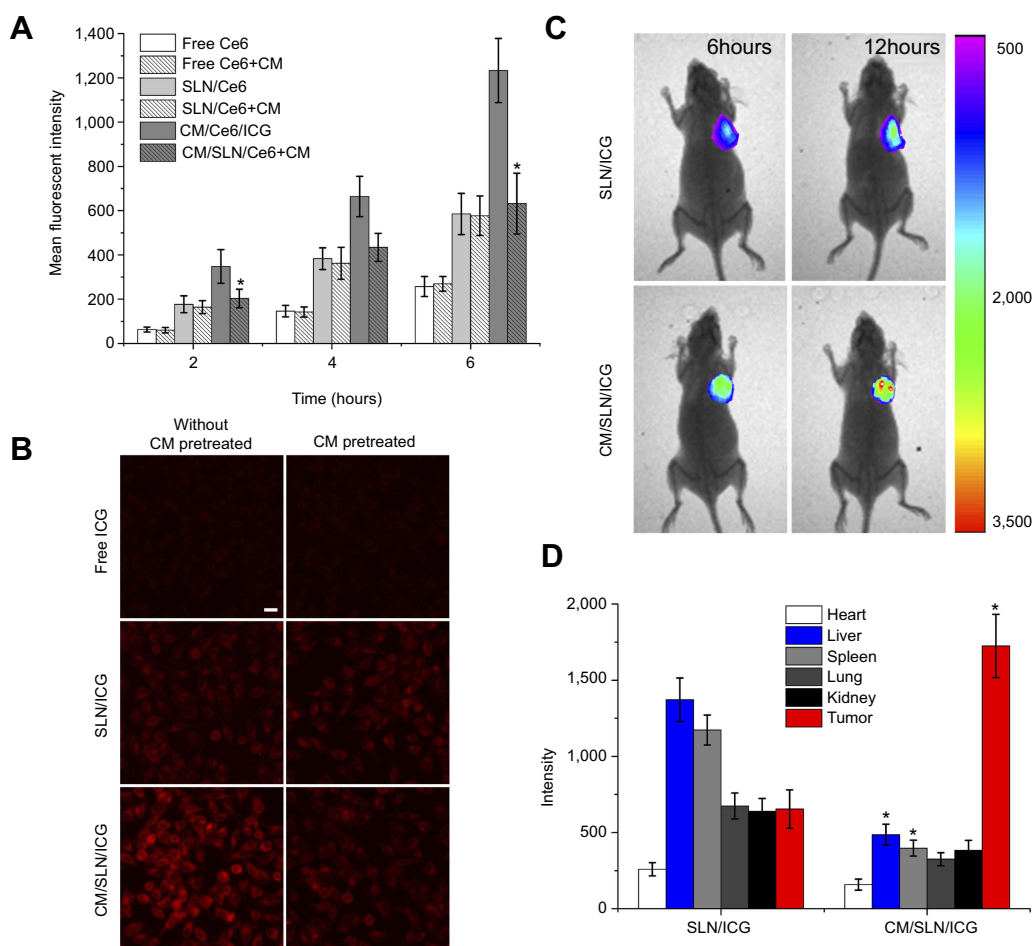 A
1,400
1,200
1,000
800
600
400
200
0
Mean fluorescent intensity
Free Ce6
Free Ce6+CM
SLN/Ce6
SLN/Ce6+CM
CM/Ce6/ICG
CM/SLN/Ce6+CM
*
*
2
4
6
Time (hours)
B
Without
CM pretreated
CM pretreated
Free ICG
SLN/ICG
CM/SLN/ICG
C
6hours
12hours
SLN/ICG
CM/SLN/ICG
500
2,000
3,500
D
2,000
1,500
1,000
500
0
Intensity
Heart
Liver
Spleen
Lung
Kidney
Tumor
*
*
*
SLN/ICG
CM/SLN/ICG